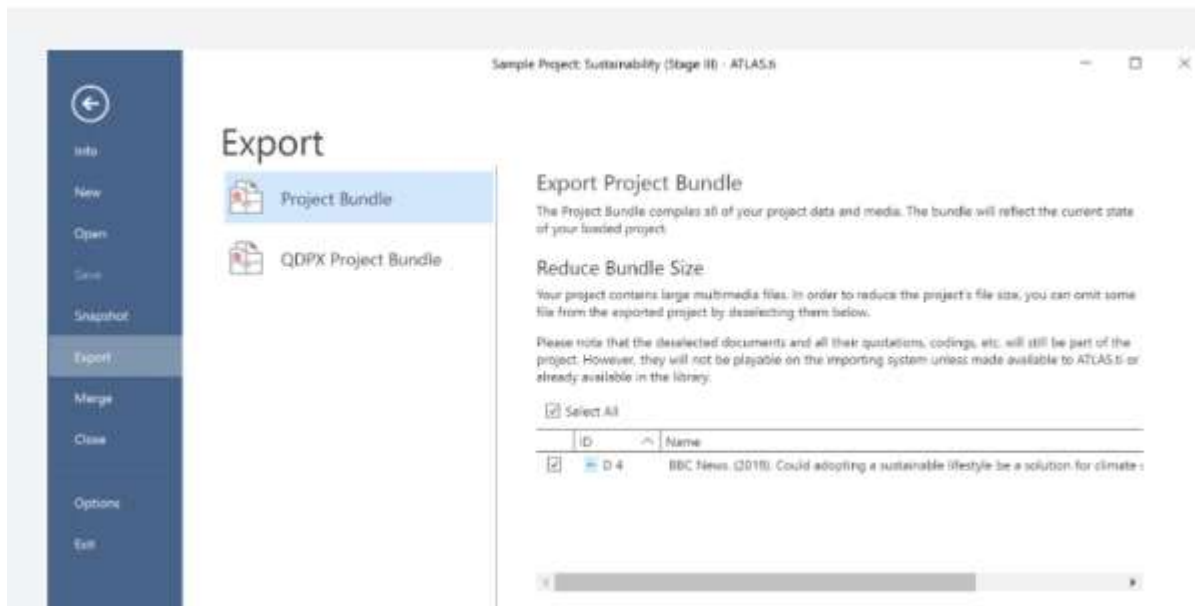 Sample Project: Sustainability (Stage III) - ATLAS.ti
Info
New
Open
Save
Snapshot
Export
Merge
Close
Options
Exit
Export
Project Bundle
QDPX Project Bundle
Export Project Bundle
The Project Bundle compiles all of your project data and media. The bundle will reflect the current state
of your loaded project
Reduce Bundle Size
Your project contains large multimedia files. In order to reduce the project's file size, you can omit some
file from the exported project by deselecting them below.
Please note that the deselected documents and all their quotations, codings, etc. will still be part of the
project. However, they will not be playable on the importing system unless made available to ATLAS.ti or
already available in the library.
Select All
ID Name
D 4 BBC News. (2019). Could adopting a sustainable lifestyle be a solution for climate